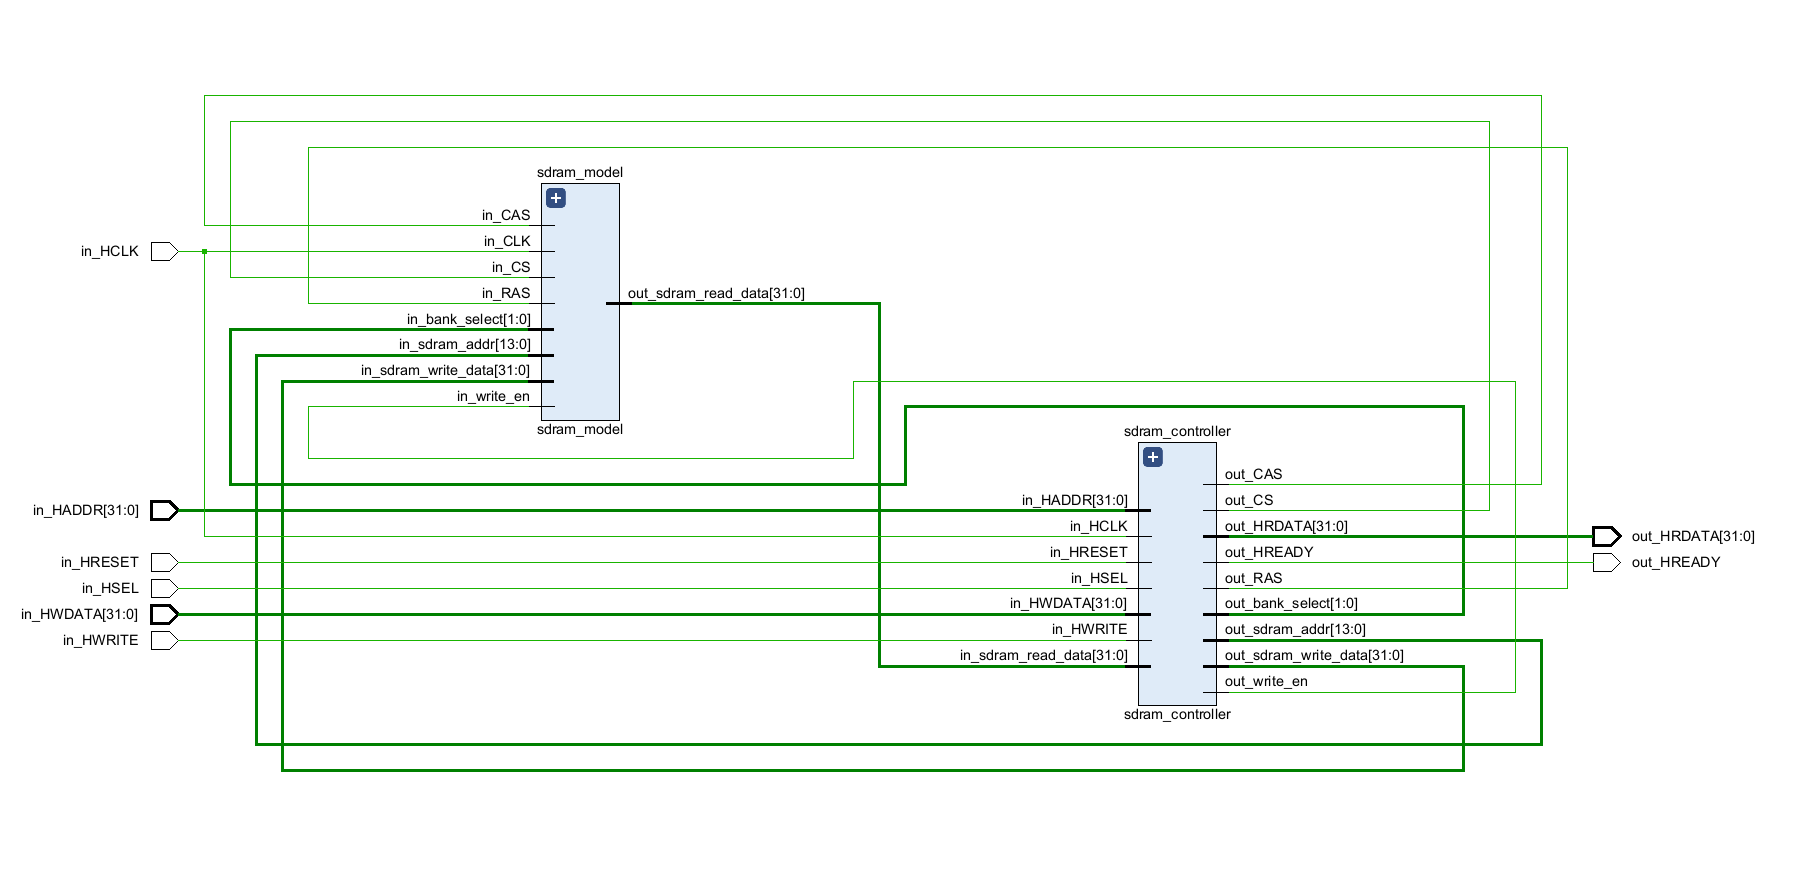 sdram_model
in_CAS
in_CLK
in_CS
in_RAS
in_bank_select[1:0]
in_sdram_addr[13:0]
in_sdram_write_data[31:0]
in_write_en
out_sdram_read_data[31:0]
sdram_model
in_HCLK
in_HADDR[31:0]
in_HRESET
in_HSEL
in_HWDATA[31:0]
in_HWRITE
sdram_controller
in_HADDR[31:0]
in_HCLK
in_HRESET
in_HSEL
in_HWDATA[31:0]
in_HWRITE
in_sdram_read_data[31:0]
out_CAS
out_CS
out_HRDATA[31:0]
out_HREADY
out_RAS
out_bank_select[1:0]
out_sdram_addr[13:0]
out_sdram_write_data[31:0]
out_write_en
sdram_controller
out_HRDATA[31:0]
out_HREADY